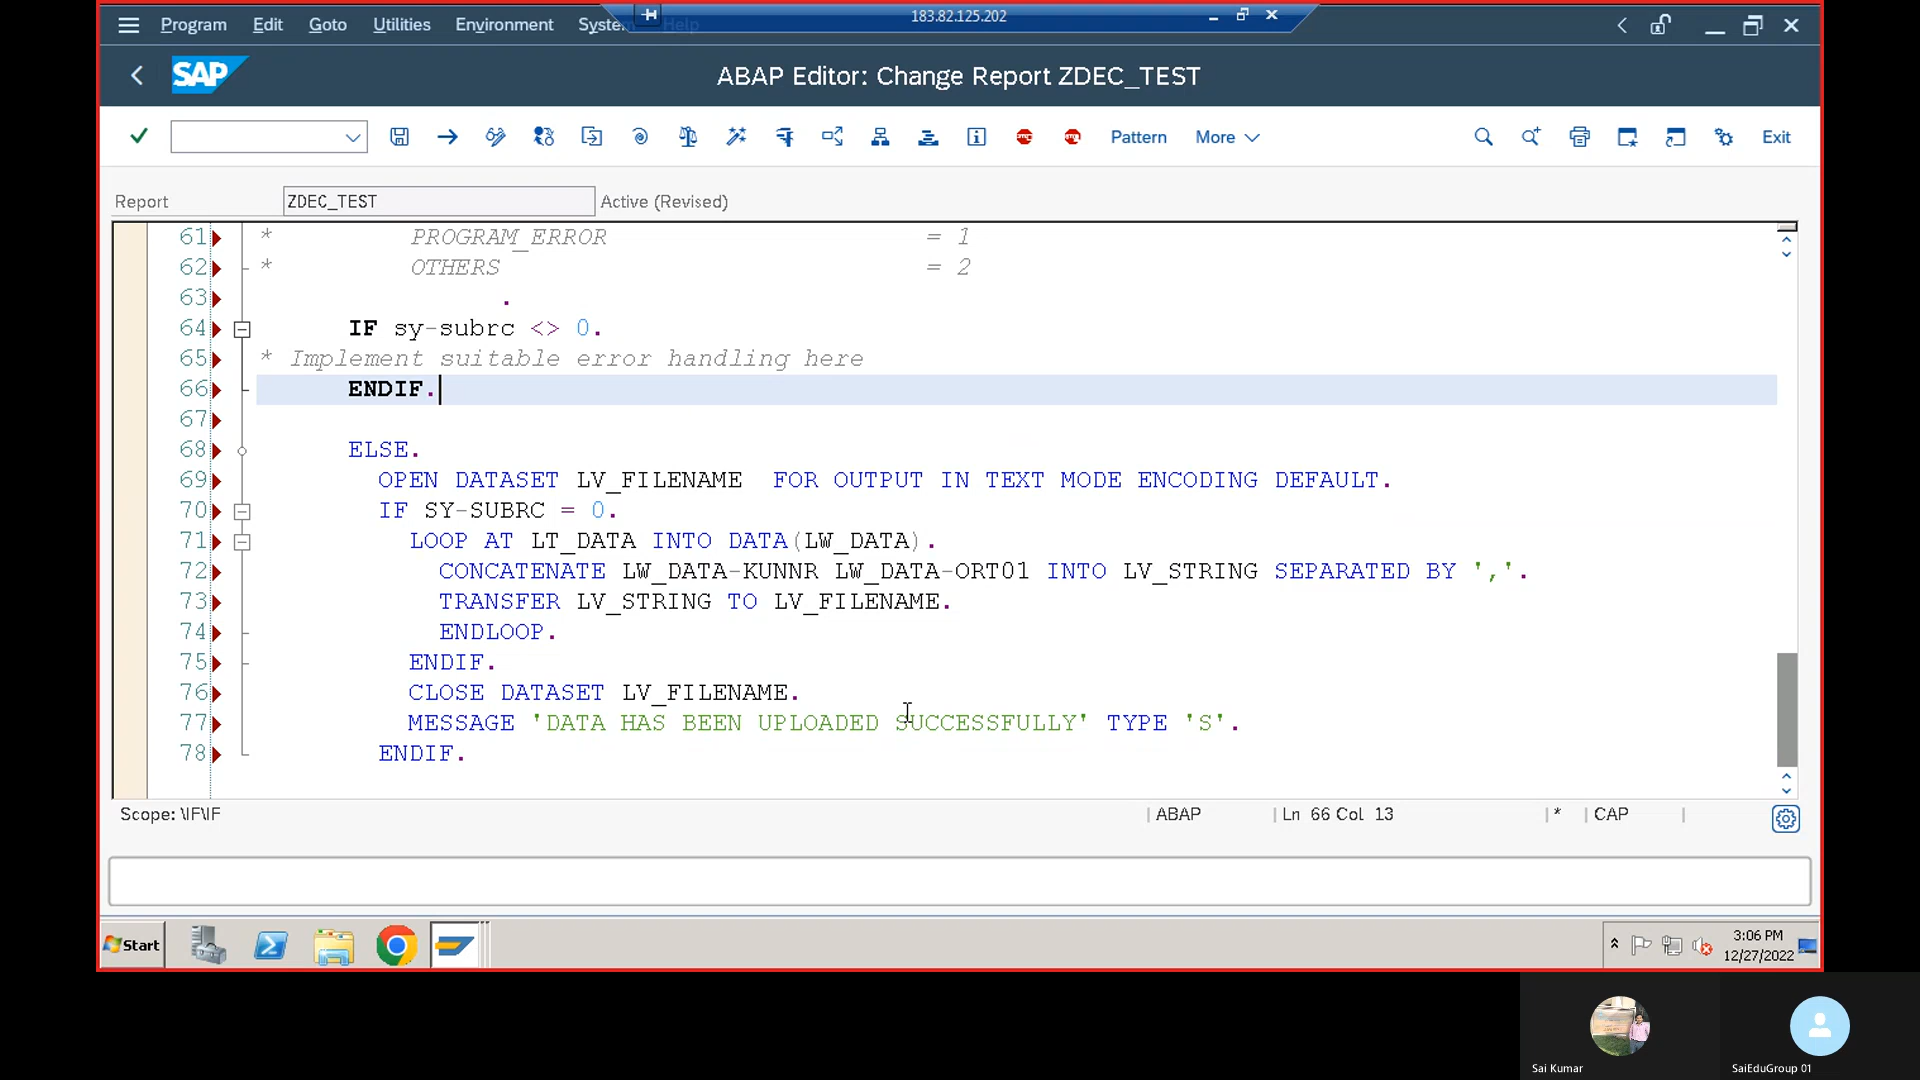 183.82.125.202
Program Edit Goto Utilities Environment System Help
SAP
ABAP Editor: Change Report ZDEC_TEST
Pattern More Exit
Report ZDEC_TEST Active (Revised)
61 * PROGRAM_ERROR = 1
62 * OTHERS = 2
63 .
64 IF sy-subrc <> 0.
65 * Implement suitable error handling here
66 ENDIF.
67
68 ELSE.
69 OPEN DATASET LV_FILENAME FOR OUTPUT IN TEXT MODE ENCODING DEFAULT.
70 IF SY-SUBRC = 0.
71 LOOP AT LT_DATA INTO DATA(LW_DATA).
72 CONCATENATE LW_DATA-KUNNR LW_DATA-ORT01 INTO LV_STRING SEPARATED BY ','.
73 TRANSFER LV_STRING TO LV_FILENAME.
74 ENDLOOP.
75 ENDIF.
76 CLOSE DATASET LV_FILENAME.
77 MESSAGE 'DATA HAS BEEN UPLOADED SUCCESSFULLY' TYPE 'S'.
78 ENDIF.
Scope: \IF\IF ABAP Ln 66 Col 13 * CAP
Start
3:06 PM
12/27/2022
Sai Kumar SaiEduGroup 01